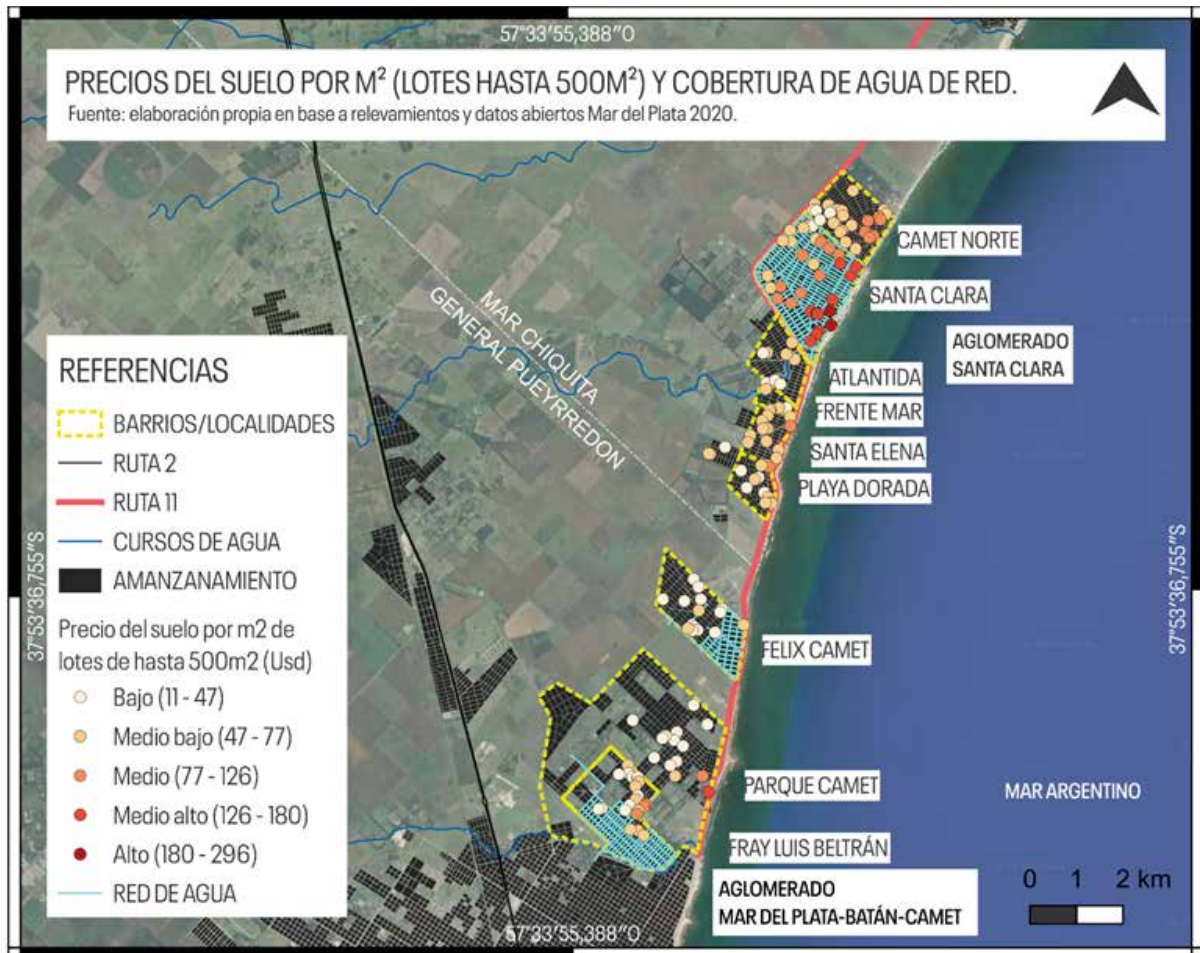 57°33'55,388"O
PRECIOS DEL SUELO POR M² (LOTES HASTA 500M²) Y COBERTURA DE AGUA DE RED.
Fuente: elaboración propia en base a relevamientos y datos abiertos Mar del Plata 2020.
CAMET NORTE
SANTA CLARA
AGLOMERADO
SANTA CLARA
MAR CHIQUITA
GENERAL PUEYRREDON
ATLANTIDA
FRENTE MAR
SANTA ELENA
PLAYA DORADA
37°53'36,755"S
37°53'36,755"S
REFERENCIAS
BARRIOS/LOCALIDADES
RUTA 2
RUTA 11
CURSOS DE AGUA
AMANZANAMIENTO
Precio del suelo por m2 de
lotes de hasta 500m2 (Usd)
Bajo (11 - 47)
Medio bajo (47 - 77)
Medio (77 - 126)
Medio alto (126 - 180)
Alto (180 - 296)
RED DE AGUA
FELIX CAMET
PARQUE CAMET
MAR ARGENTINO
FRAY LUIS BELTRÁN
AGLOMERADO
MAR DEL PLATA-BATÁN-CAMET
0 1 2 km
57°33'55,388"O